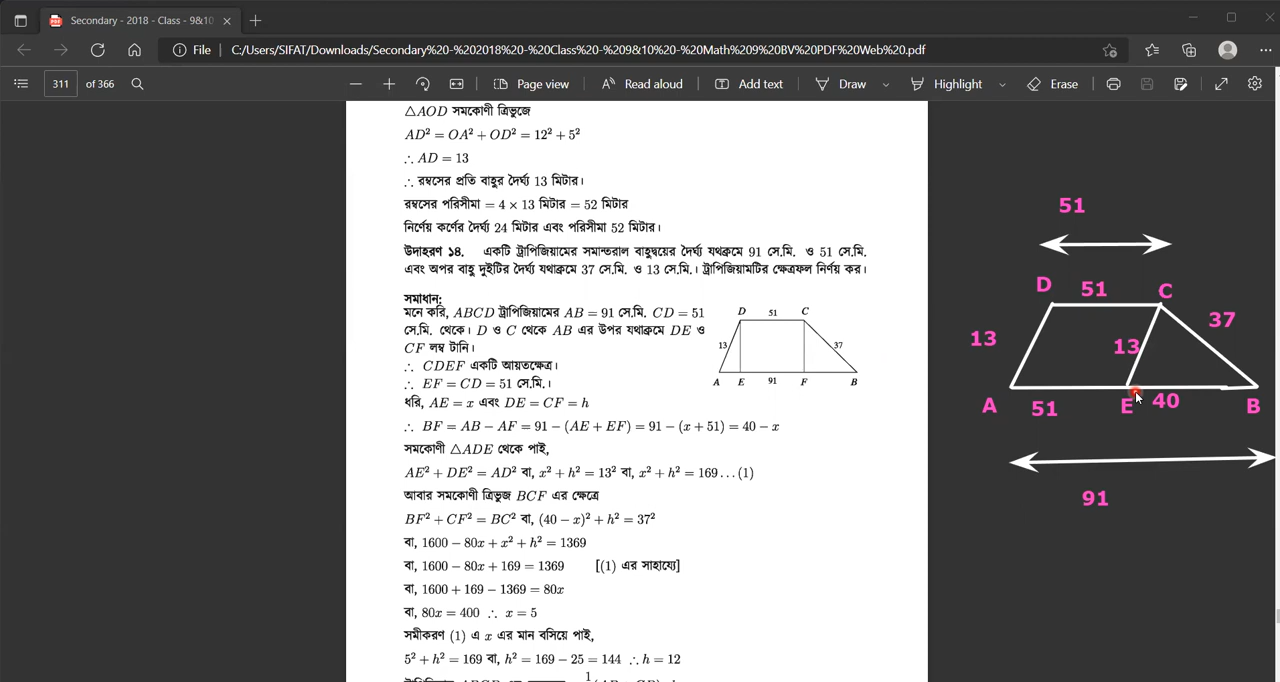 Secondary - 2018 - Class - 9&10
File C:/Users/SIFAT/Downloads/Secondary%20-%202018%20-%20Class%20-%209&10%20-%20Math%209%20BV%20PDF%20Web%20.pdf
311 of 366 Page view Read aloud Add text Draw Highlight Erase
△AOD সমকোণী ত্রিভুজে
AD² = OA² + OD² = 12² + 5²
∴ AD = 13
∴ রম্বসের প্রতি বাহুর দৈর্ঘ্য 13 মিটার।
রম্বসের পরিসীমা = 4 × 13 মিটার = 52 মিটার
নির্ণেয় কর্ণের দৈর্ঘ্য 24 মিটার এবং পরিসীমা 52 মিটার।
উদাহরণ ১৪. একটি ট্রাপিজিয়ামের সমান্তরাল বাহুদ্বয়ের দৈর্ঘ্য যথাক্রমে 91 সে.মি. ও 51 সে.মি.
এবং অপর বাহু দুইটির দৈর্ঘ্য যথাক্রমে 37 সে.মি. ও 13 সে.মি.। ট্রাপিজিয়ামটির ক্ষেত্রফল নির্ণয় কর।
সমাধান:
মনে করি, ABCD ট্রাপিজিয়ামের AB = 91 সে.মি. CD = 51
সে.মি. থেকে। D ও C থেকে AB এর উপর যথাক্রমে DE ও
CF লম্ব টানি।
∴ CDEF একটি আয়তক্ষেত্র।
∴ EF = CD = 51 সে.মি.।
ধরি, AE = x এবং DE = CF = h
∴ BF = AB − AF = 91 − (AE + EF) = 91 − (x + 51) = 40 − x
সমকোণী △ADE থেকে পাই,
AE² + DE² = AD² বা, x² + h² = 13² বা, x² + h² = 169 . . . (1)
আবার সমকোণী ত্রিভুজ BCF এর ক্ষেত্রে
BF² + CF² = BC² বা, (40 − x)² + h² = 37²
বা, 1600 − 80x + x² + h² = 1369
বা, 1600 − 80x + 169 = 1369 [(1) এর সাহায্যে]
বা, 1600 + 169 − 1369 = 80x
বা, 80x = 400 ∴ x = 5
সমীকরণ (1) এ x এর মান বসিয়ে পাই,
5² + h² = 169 বা, h² = 169 − 25 = 144 ∴ h = 12
D 51 C
13 37
A E 91 F B
51
D 51 C
13 13 37
A 51 E 40 B
91